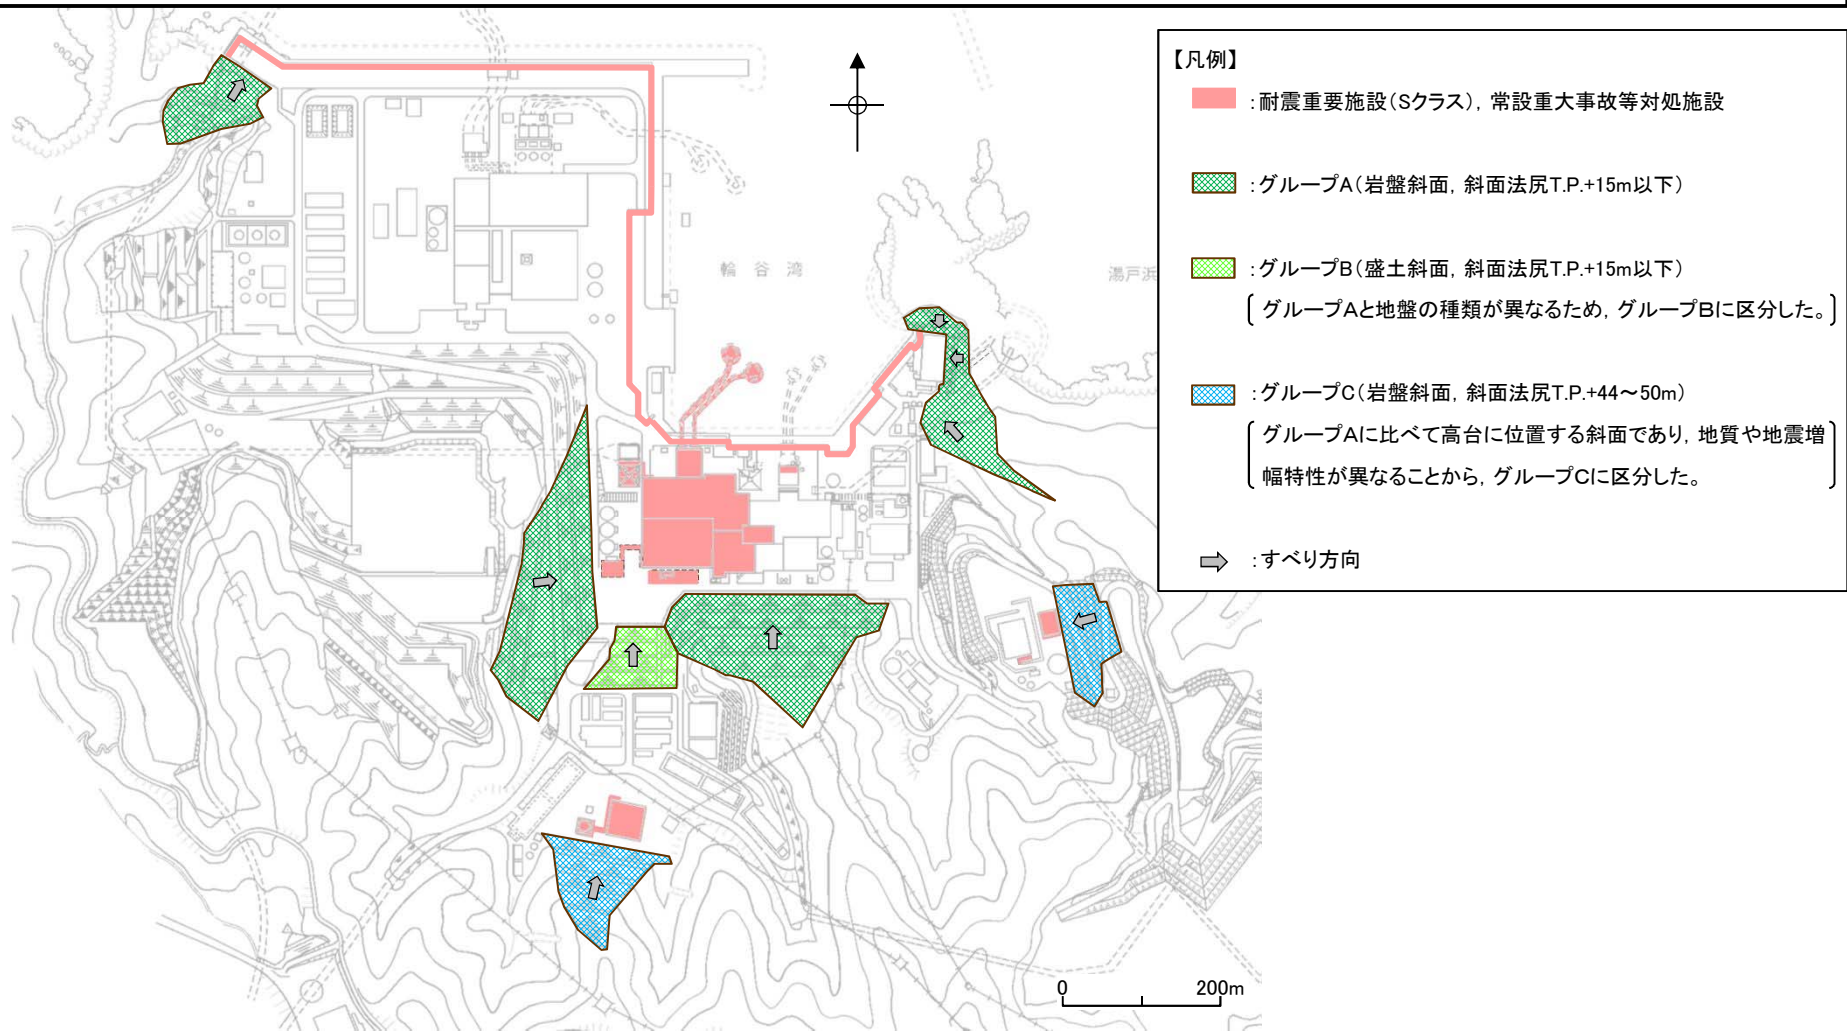 【凡例】
:耐震重要施設(Sクラス), 常設重大事故等対処施設
:グループA(岩盤斜面, 斜面法尻T.P.+15m以下)
:グループB(盛土斜面, 斜面法尻T.P.+15m以下)
グループAと地盤の種類が異なるため, グループBに区分した。
:グループC(岩盤斜面, 斜面法尻T.P.+44～50m)
グループAに比べて高台に位置する斜面であり, 地質や地震増
幅特性が異なることから, グループCに区分した。
:すべり方向
輪谷湾
湯戸浜
0 200m